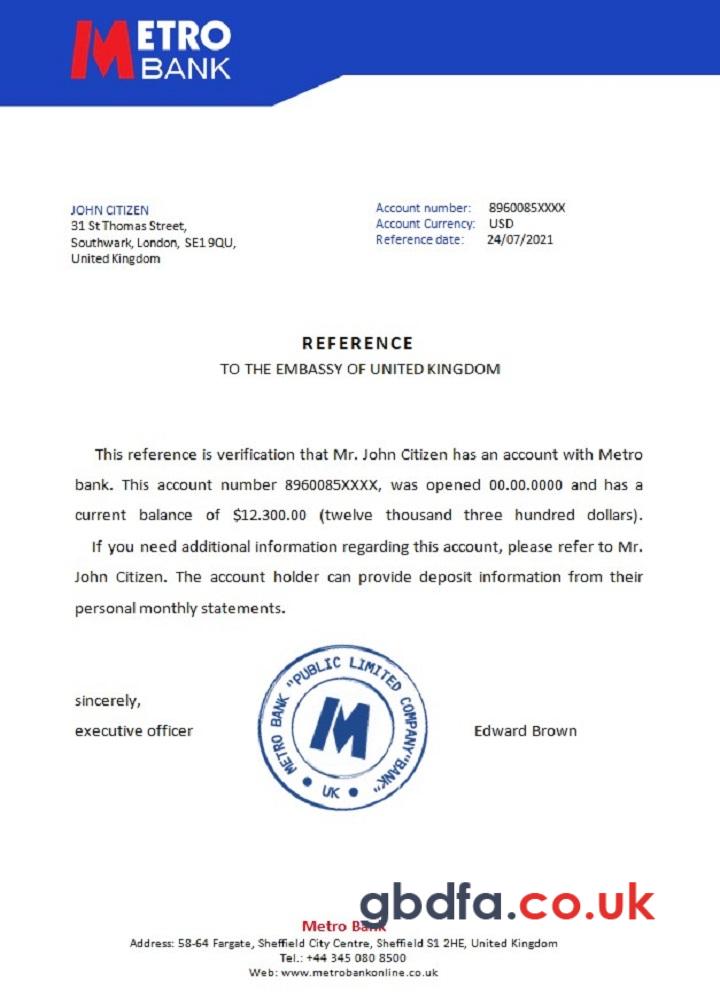 METRO
BANK
JOHN CITIZEN
31 St Thomas Street,
Southwark, London, SE1 9QU,
United Kingdom
Account number: 8960085XXXX
Account Currency: USD
Reference date: 24/07/2021
REFERENCE
TO THE EMBASSY OF UNITED KINGDOM
This reference is verification that Mr. John Citizen has an account with Metro
bank. This account number 8960085XXXX, was opened 00.00.0000 and has a
current balance of $12.300.00 (twelve thousand three hundred dollars).
If you need additional information regarding this account, please refer to Mr.
John Citizen. The account holder can provide deposit information from their
personal monthly statements.
sincerely,
executive officer
METRO BANK "PUBLIC LIMITED COMPANY"BANK"
M
• UK •
Edward Brown
gbdfa.co.uk
Metro Bank
Address: 58-64 Fargate, Sheffield City Centre, Sheffield S1 2HE, United Kingdom
Tel.: +44 345 080 8500
Web: www.metrobankonline.co.uk